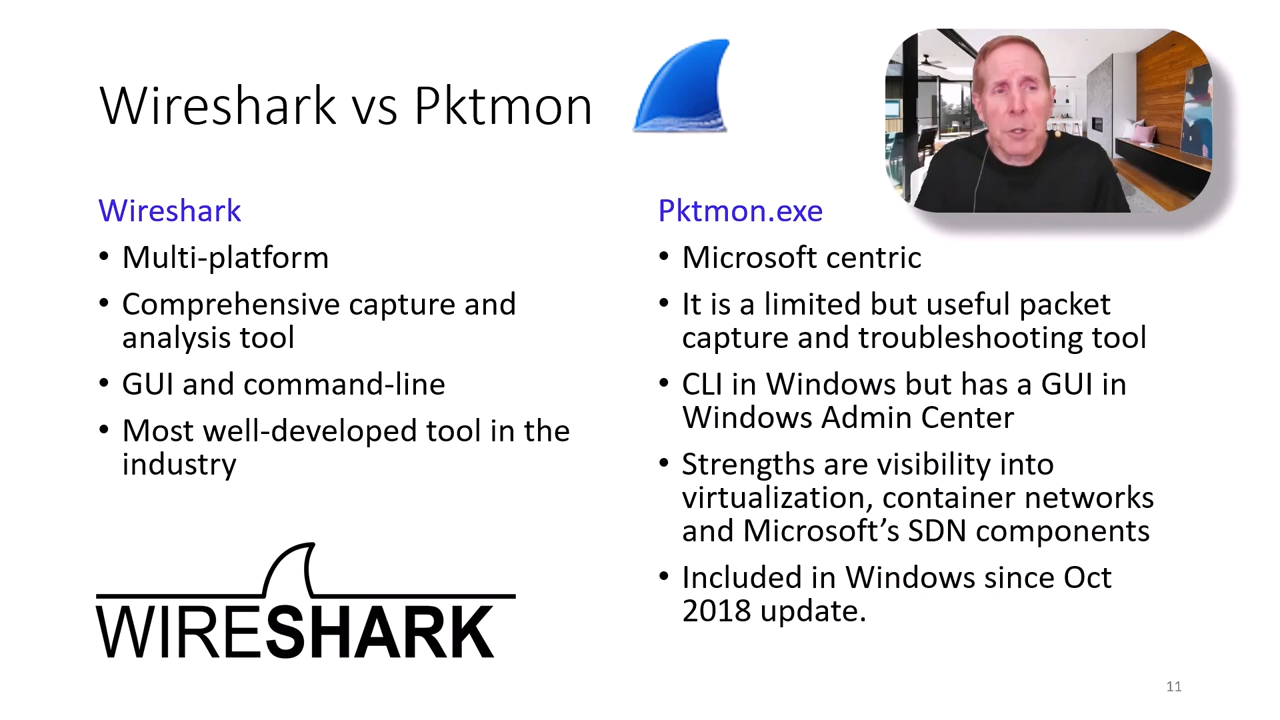 Wireshark vs Pktmon
Wireshark
• Multi-platform
• Comprehensive capture and
analysis tool
• GUI and command-line
• Most well-developed tool in the
industry
WIRESHARK
Pktmon.exe
• Microsoft centric
• It is a limited but useful packet
capture and troubleshooting tool
• CLI in Windows but has a GUI in
Windows Admin Center
• Strengths are visibility into
virtualization, container networks
and Microsoft’s SDN components
• Included in Windows since Oct
2018 update.
11